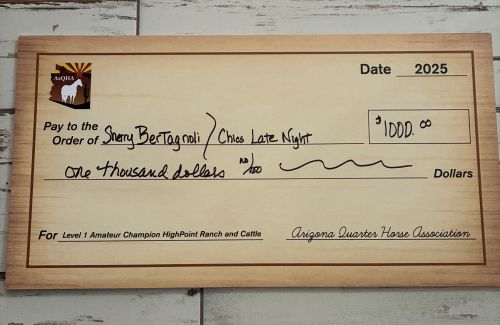 AzQHA
Date 2025
Pay to the
Order of Sherry BerTagnoli / Chics Late Night $1000.00
One thousand dollars no/100 Dollars
For Level 1 Amateur Champion HighPoint Ranch and Cattle Arizona Quarter Horse Association